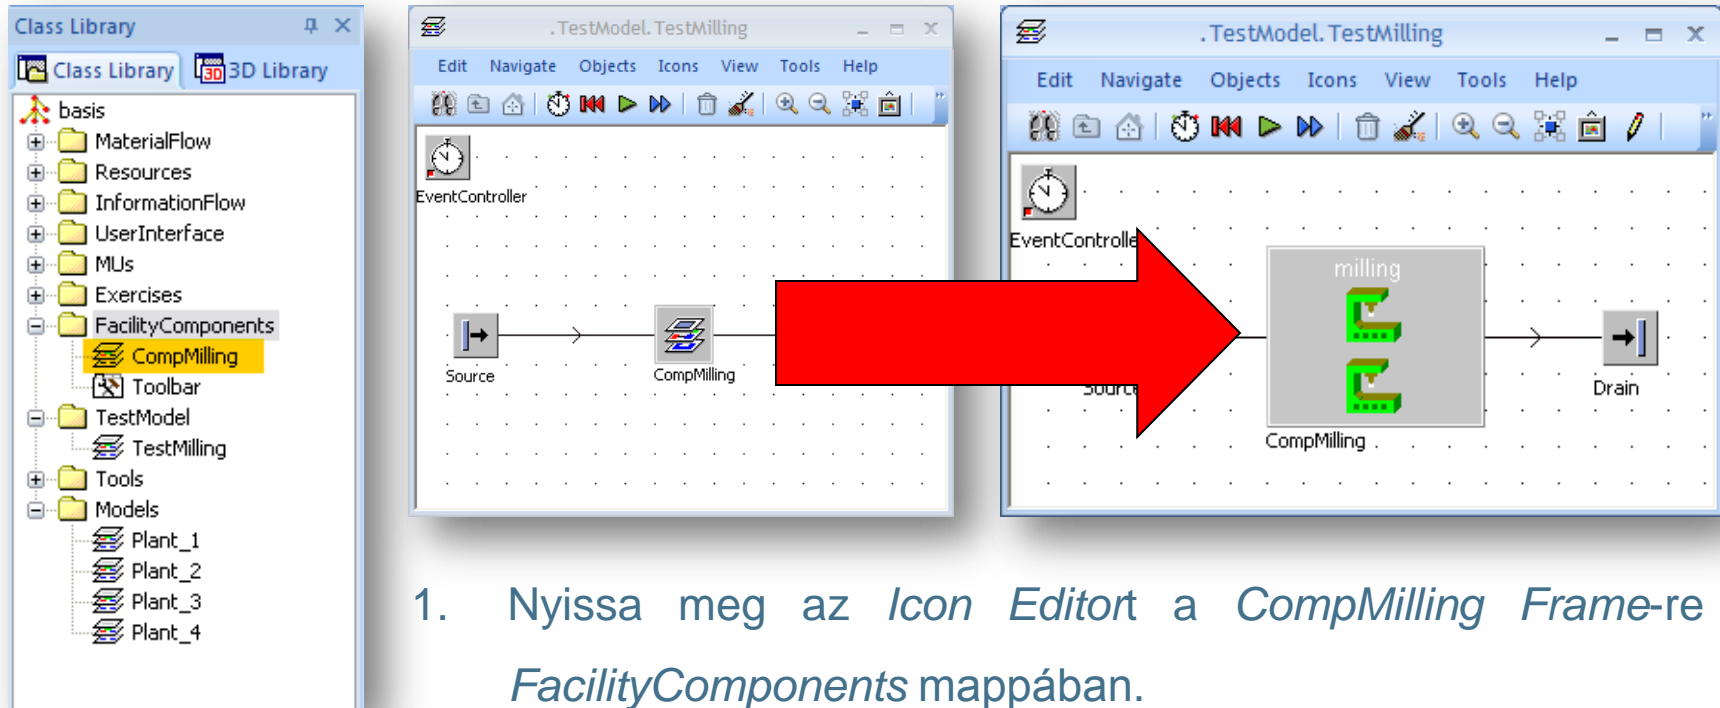 Class Library
Class Library
3D Library
basis
MaterialFlow
Resources
InformationFlow
UserInterface
MUs
Exercises
FacilityComponents
CompMilling
Toolbar
TestModel
TestMilling
Tools
Models
Plant_1
Plant_2
Plant_3
Plant_4
.TestModel.TestMilling
Edit Navigate Objects Icons View Tools Help
EventController
Source
CompMilling
.TestModel.TestMilling
Edit Navigate Objects Icons View Tools Help
EventControlle
milling
Source
CompMilling
Drain
1. Nyissa meg az Icon Editort a CompMilling Frame-re
FacilityComponents mappában.